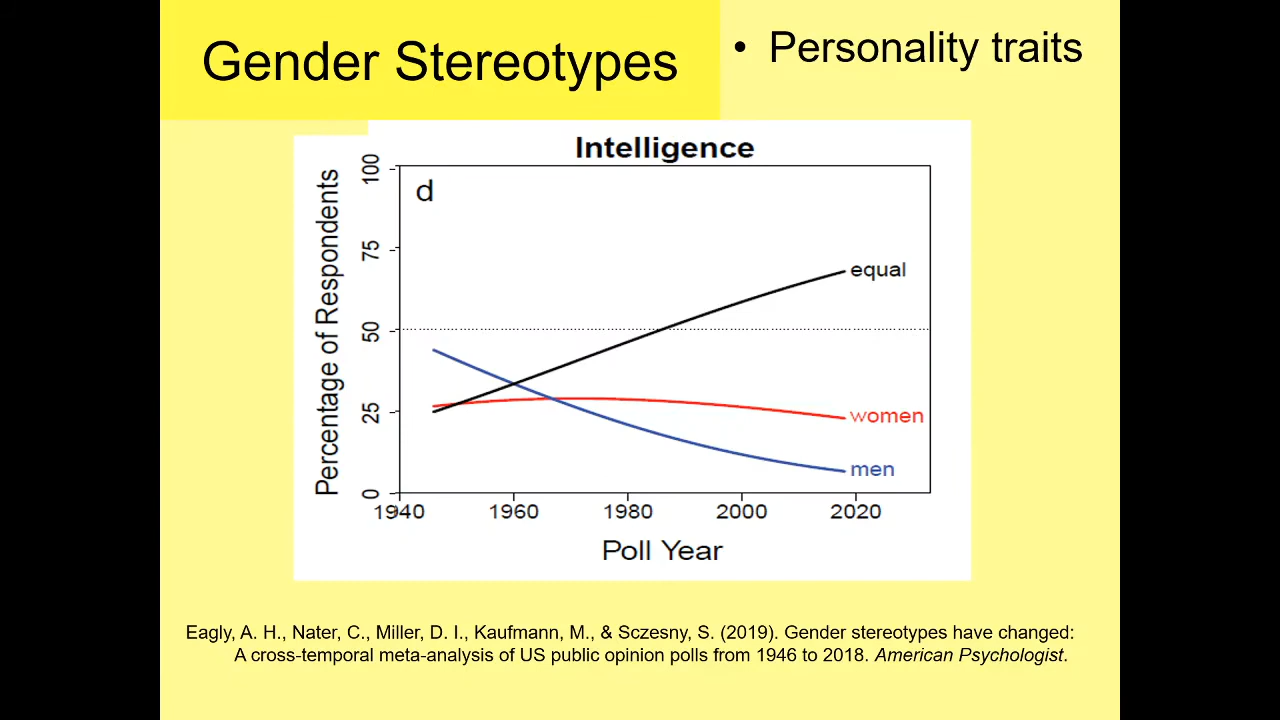 Gender Stereotypes
• Personality traits
Intelligence
d
Percentage of Respondents
100
75
50
25
0
equal
women
men
1940 1960 1980 2000 2020
Poll Year
Eagly, A. H., Nater, C., Miller, D. I., Kaufmann, M., & Sczesny, S. (2019). Gender stereotypes have changed:
A cross-temporal meta-analysis of US public opinion polls from 1946 to 2018. American Psychologist.